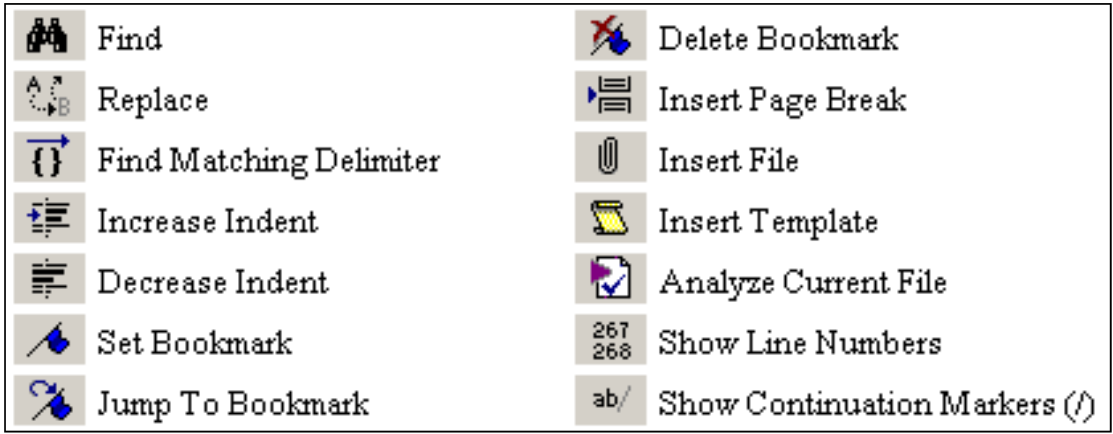 Find
A B Replace
{} Find Matching Delimiter
Increase Indent
Decrease Indent
Set Bookmark
Jump To Bookmark
Delete Bookmark
Insert Page Break
Insert File
Insert Template
Analyze Current File
267
268 Show Line Numbers
ab/ Show Continuation Markers (/)